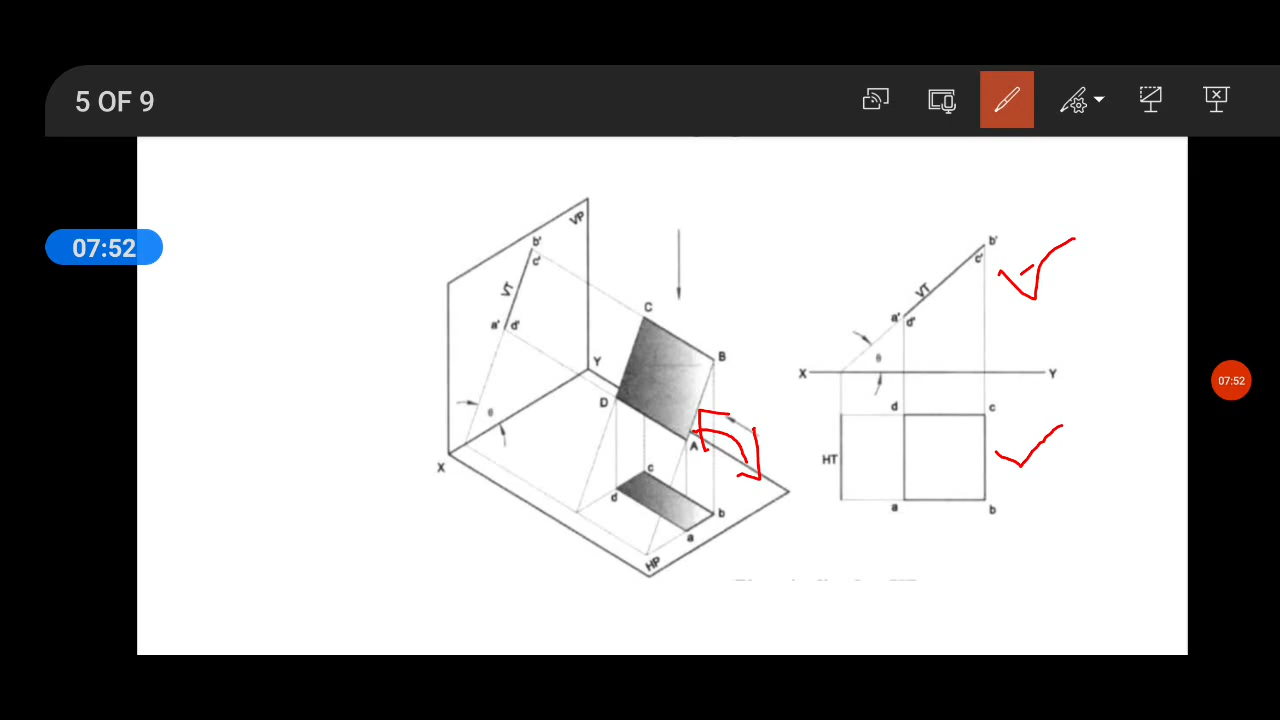 5 OF 9
07:52
07:52
VP
b'
c'
VT
a' d'
Y
θ
X
C
B
D
A
c
d
b
a
HP
b'
c'
VT
a'
d'
θ
X Y
d c
HT
a b